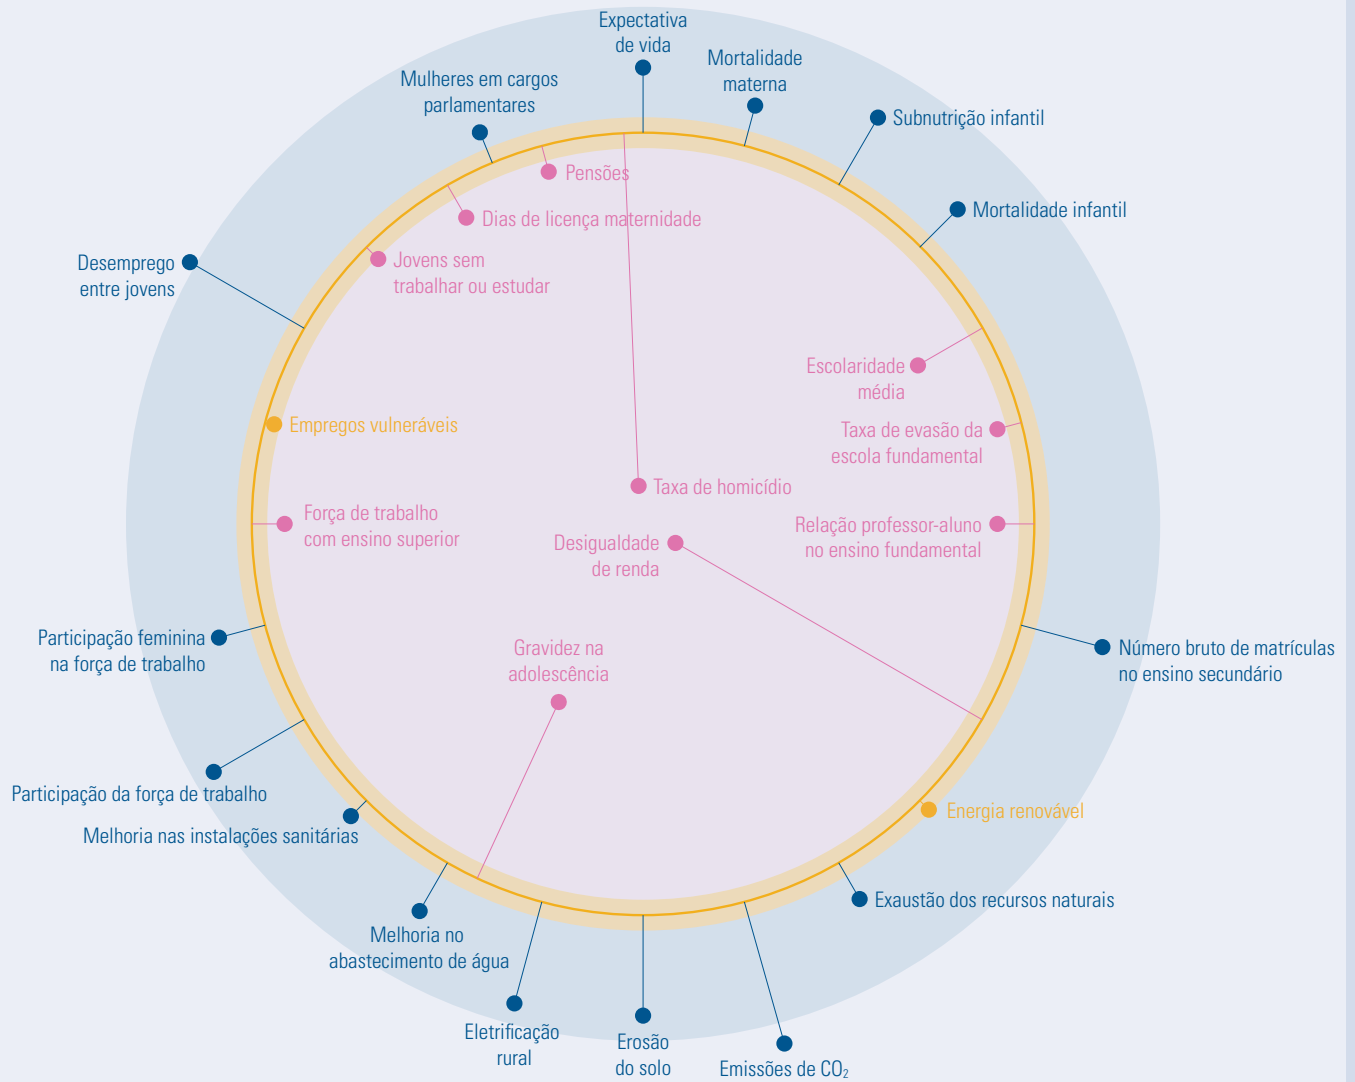 Expectativa
de vida
Mortalidade
materna
Mulheres em cargos
parlamentares
Subnutrição infantil
Pensões
Mortalidade infantil
Dias de licença maternidade
Jovens sem
trabalhar ou estudar
Desemprego
entre jovens
Escolaridade
média
Empregos vulneráveis
Taxa de evasão da
escola fundamental
Taxa de homicídio
Força de trabalho
com ensino superior
Relação professor-aluno
no ensino fundamental
Desigualdade
de renda
Participação feminina
na força de trabalho
Gravidez na
adolescência
Número bruto de matrículas
no ensino secundário
Participação da força de trabalho
Energia renovável
Melhoria nas instalações sanitárias
Exaustão dos recursos naturais
Melhoria no
abastecimento de água
Eletrificação
rural
Erosão
do solo
Emissões de CO₂